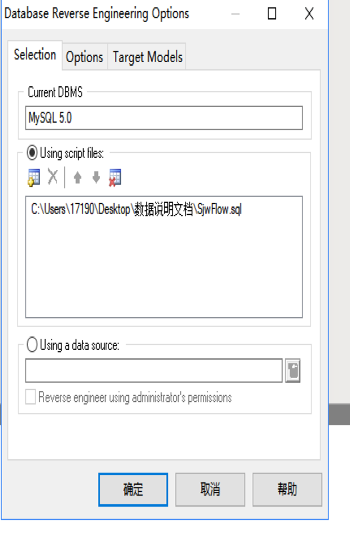 Database Reverse Engineering Options
Selection Options Target Models
Current DBMS
MySQL 5.0
Using script files:
C:\Users\17190\Desktop\数据说明文档\SjwFlow.sql
Using a data source:
Reverse engineer using administrator's permissions
确定 取消 帮助